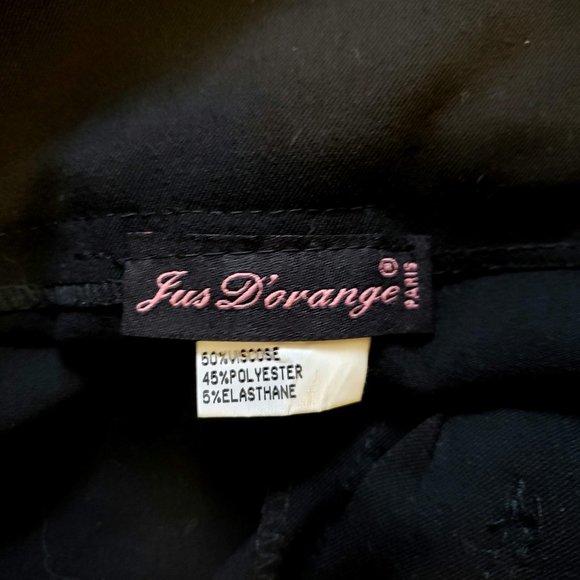 Jus D'orange® PARIS
50%VISCOSE
45%POLYESTER
5%ELASTHANE